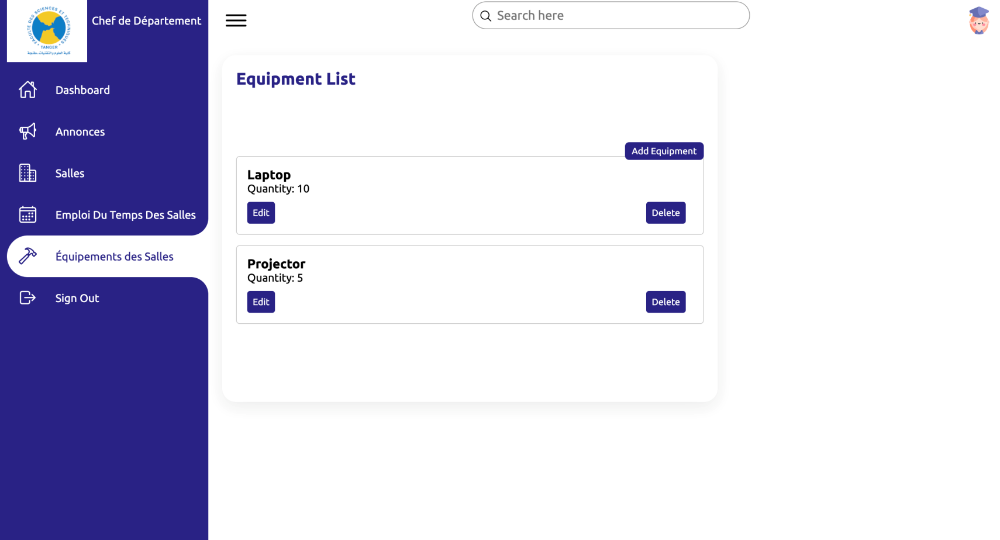 FACULTE DES SCIENCES ET TECHNIQUES
TANGER
كلية العلوم والتقنيات - طنجة
Chef de Département
Search here
Dashboard
Annonces
Salles
Emploi Du Temps Des Salles
Équipements des Salles
Sign Out
Equipment List
Add Equipment
Laptop
Quantity: 10
Edit
Delete
Projector
Quantity: 5
Edit
Delete